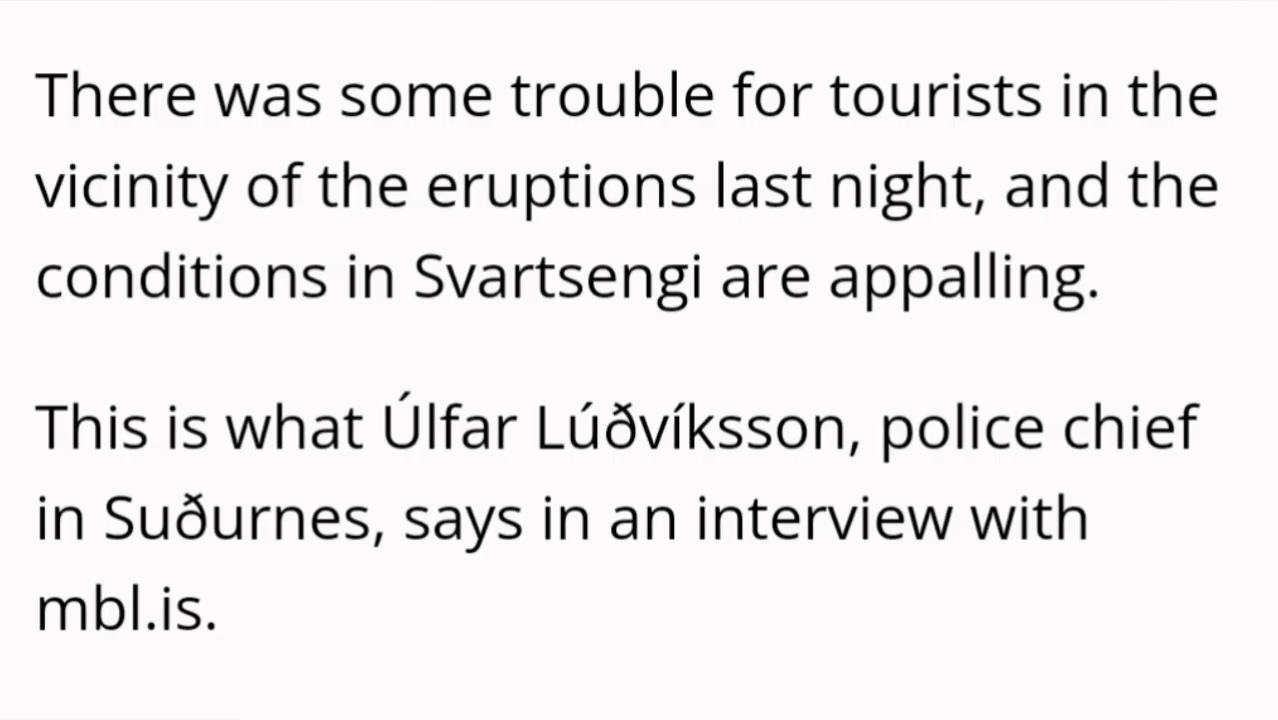 There was some trouble for tourists in the
vicinity of the eruptions last night, and the
conditions in Svartsengi are appalling.
This is what Úlfar Lúðvíksson, police chief
in Suðurnes, says in an interview with
mbl.is.